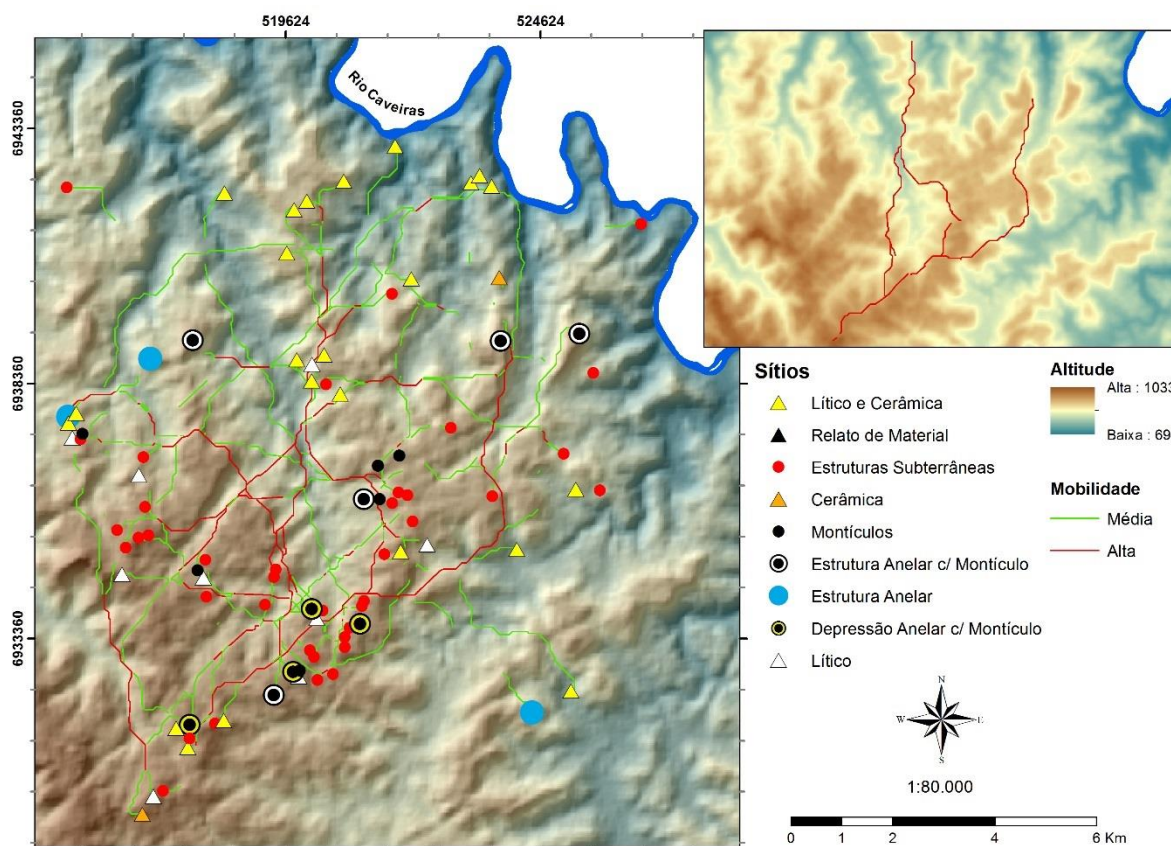 519624
524624
6943360
6938360
6933360
Rio Caveiras
Sítios
Lítico e Cerâmica
Relato de Material
Estruturas Subterrâneas
Cerâmica
Montículos
Estrutura Anelar c/ Montículo
Estrutura Anelar
Depressão Anelar c/ Montículo
Lítico
Altitude
Alta : 1033
Baixa : 69
Mobilidade
Média
Alta
N
W
E
S
1:80.000
0 1 2 4 6 Km